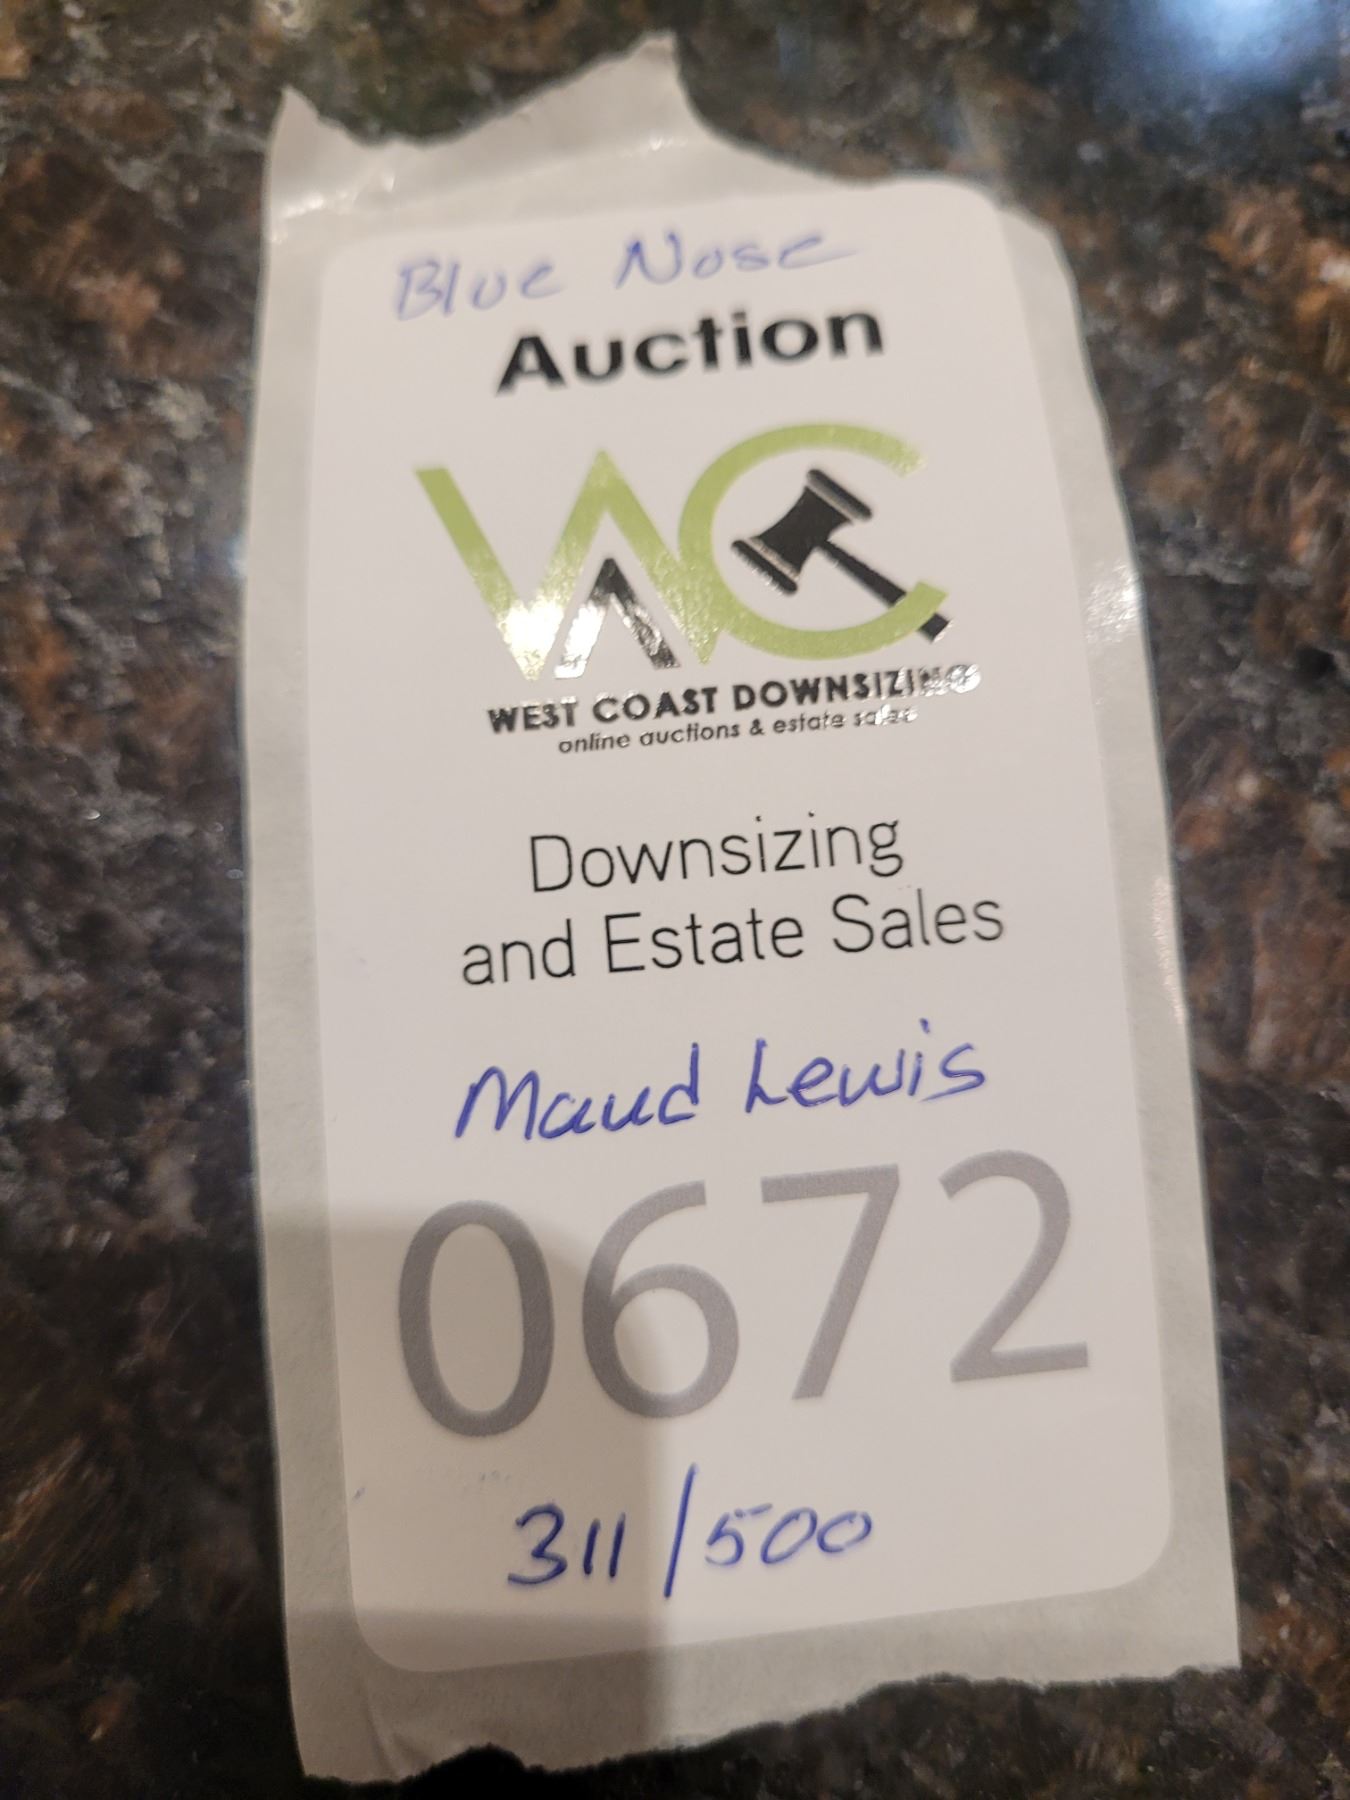 Blue Nose
Auction
WC
WEST COAST DOWNSIZING
online auctions & estate sales
Downsizing
and Estate Sales
Maud Lewis
0672
311/500